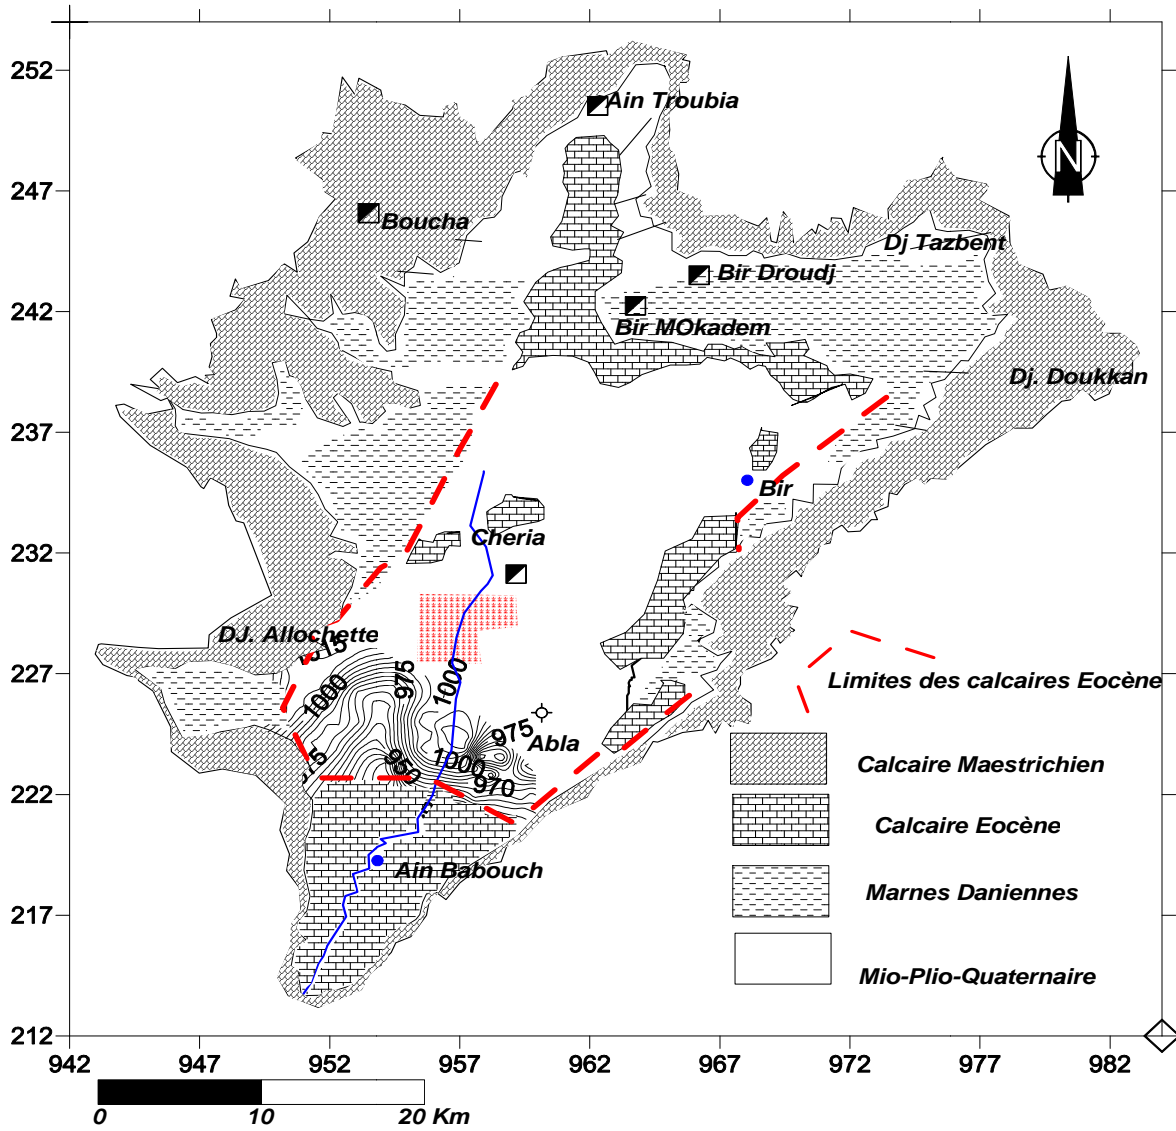 252
Ain Troubia
N
247
Boucha
Dj Tazbent
Bir Droudj
242
Bir MOkadem
Dj. Doukkan
237
Bir
Cheria
232
DJ. Allochette
1000
975
1000
227
Limites des calcaires Eocène
975
Abla
950
1000
970
Calcaire Maestrichien
222
Calcaire Eocène
Ain Babouch
Marnes Daniennes
217
Mio-Plio-Quaternaire
212
942 947 952 957 962 967 972 977 982
0 10 20 Km